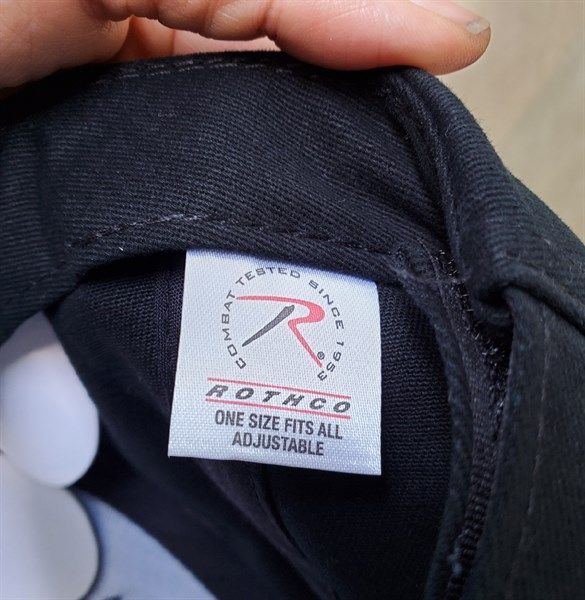 COMBAT TESTED SINCE 1953
R®
ROTHCO
ONE SIZE FITS ALL
ADJUSTABLE